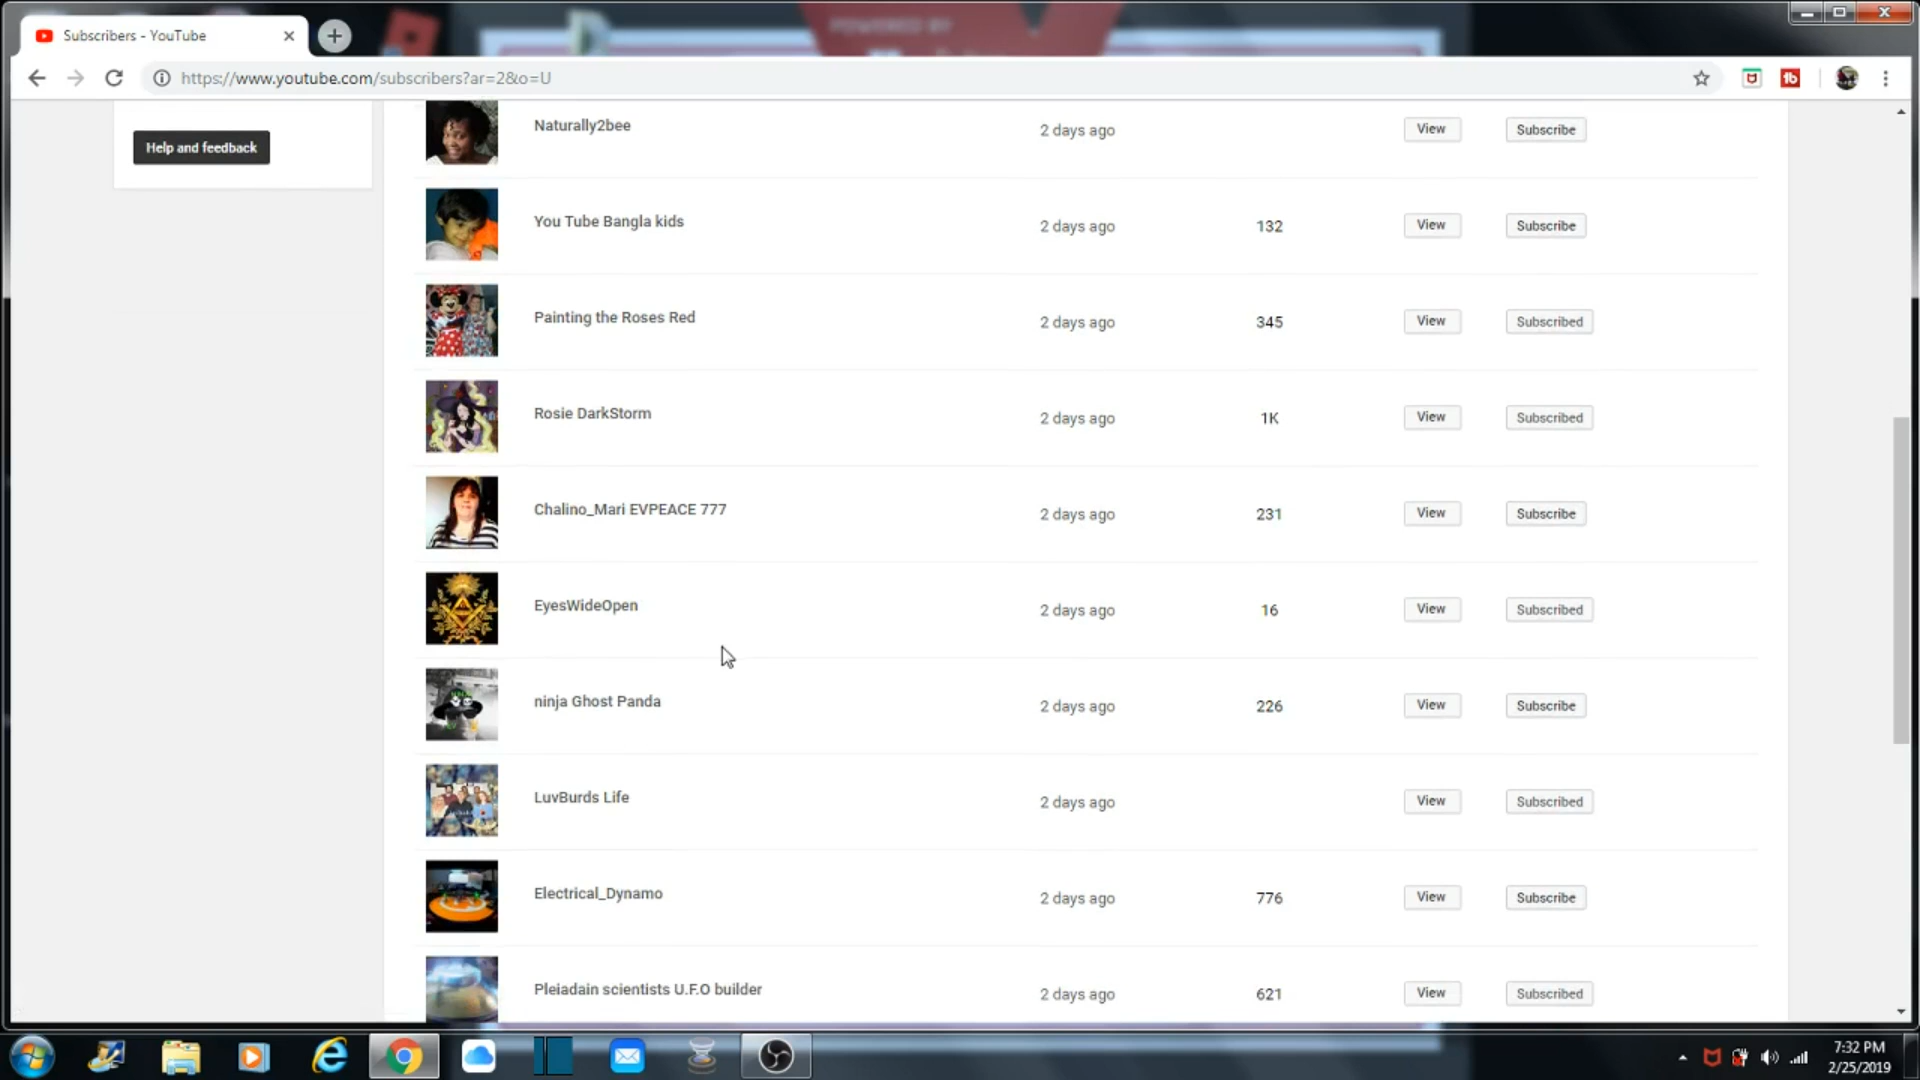 POWERED BY
Subscribers - YouTube
https://www.youtube.com/subscribers?ar=2&o=U
Help and feedback
Naturally2bee 2 days ago View Subscribe
You Tube Bangla kids 2 days ago 132 View Subscribe
Painting the Roses Red 2 days ago 345 View Subscribed
Rosie DarkStorm 2 days ago 1K View Subscribed
Chalino_Mari EVPEACE 777 2 days ago 231 View Subscribe
EyesWideOpen 2 days ago 16 View Subscribed
ninja Ghost Panda 2 days ago 226 View Subscribe
LuvBurds Life 2 days ago View Subscribed
Electrical_Dynamo 2 days ago 776 View Subscribe
Pleiadain scientists U.F.O builder 2 days ago 621 View Subscribed
7:32 PM
2/25/2019